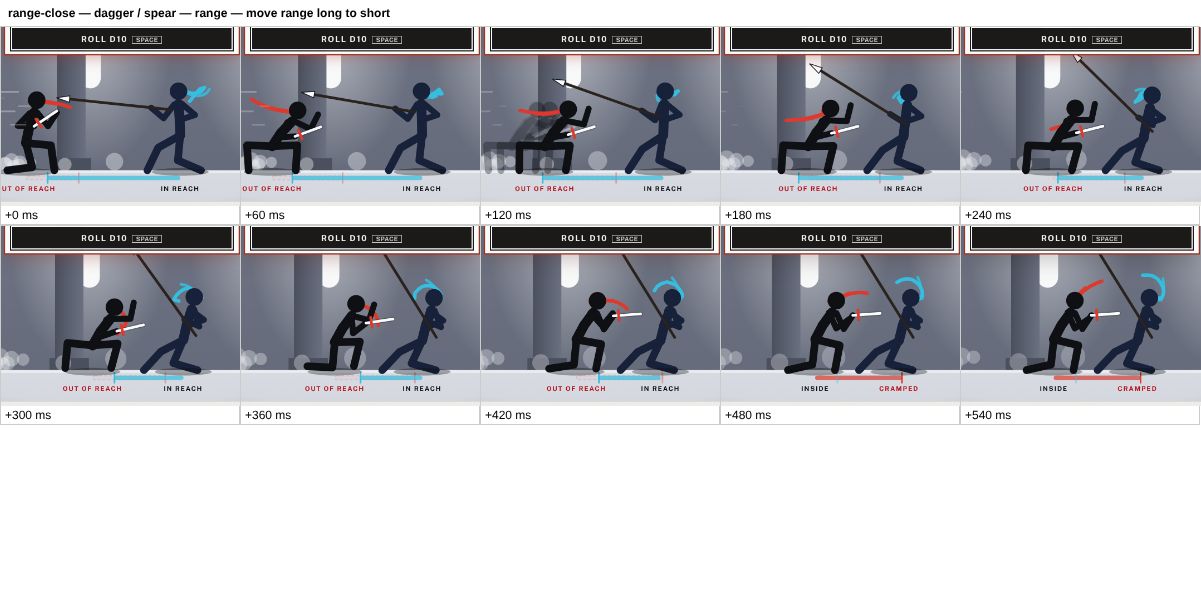 range-close — dagger / spear — range — move range long to short
ROLL D10 SPACE
ROLL D10 SPACE
ROLL D10 SPACE
ROLL D10 SPACE
ROLL D10 SPACE
OUT OF REACH IN REACH
OUT OF REACH IN REACH
OUT OF REACH IN REACH
OUT OF REACH IN REACH
OUT OF REACH IN REACH
+0 ms
+60 ms
+120 ms
+180 ms
+240 ms
ROLL D10 SPACE
ROLL D10 SPACE
ROLL D10 SPACE
ROLL D10 SPACE
ROLL D10 SPACE
OUT OF REACH IN REACH
OUT OF REACH IN REACH
OUT OF REACH IN REACH
INSIDE CRAMPED
INSIDE CRAMPED
+300 ms
+360 ms
+420 ms
+480 ms
+540 ms